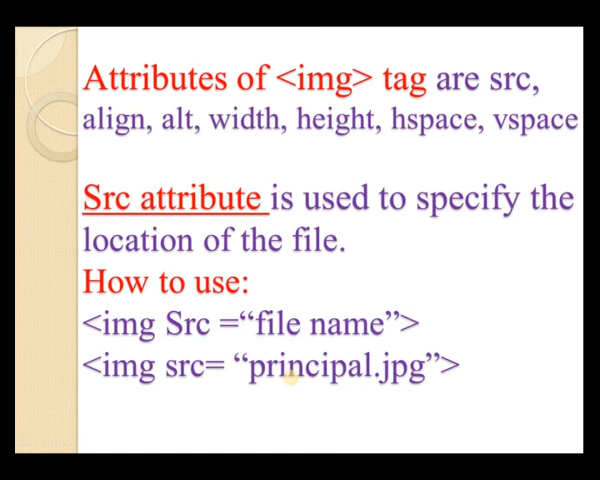 Attributes of <img> tag are src,
align, alt, width, height, hspace, vspace
Src attribute is used to specify the
location of the file.
How to use:
<img Src =“file name”>
<img src= “principal.jpg”>